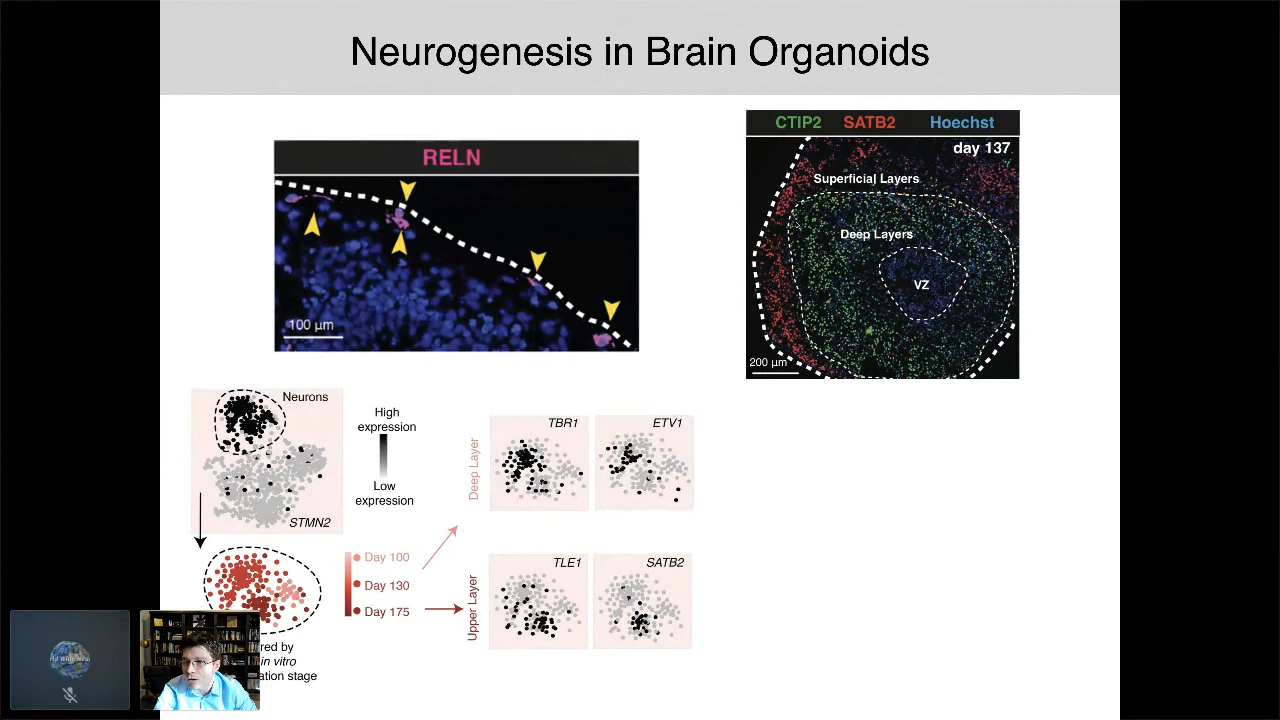 Neurogenesis in Brain Organoids
RELN
100 µm
CTIP2 SATB2 Hoechst
day 137
Superficial Layers
Deep Layers
VZ
200 µm
Neurons
STMN2
High
expression
Low
expression
Day 100
Day 130
Day 175
Deep Layer
TBR1
ETV1
Upper Layer
TLE1
SATB2
by
in vitro
stage